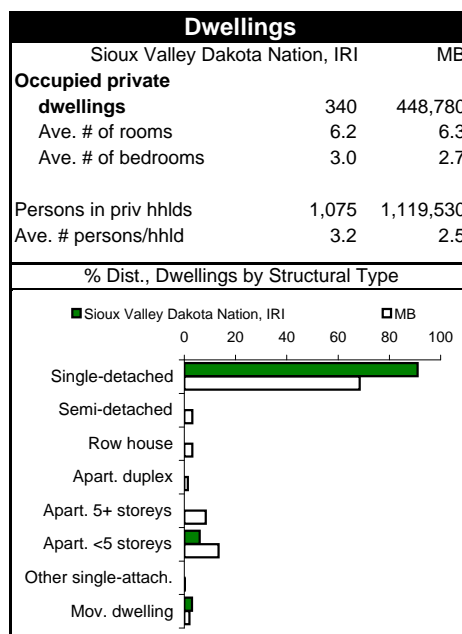 Dwellings
Sioux Valley Dakota Nation, IRI MB
Occupied private
dwellings 340 448,780
Ave. # of rooms 6.2 6.3
Ave. # of bedrooms 3.0 2.7
Persons in priv hhlds 1,075 1,119,530
Ave. # persons/hhld 3.2 2.5
% Dist., Dwellings by Structural Type
Sioux Valley Dakota Nation, IRI MB
0 20 40 60 80 100
Single-detached
Semi-detached
Row house
Apart. duplex
Apart. 5+ storeys
Apart. <5 storeys
Other single-attach.
Mov. dwelling